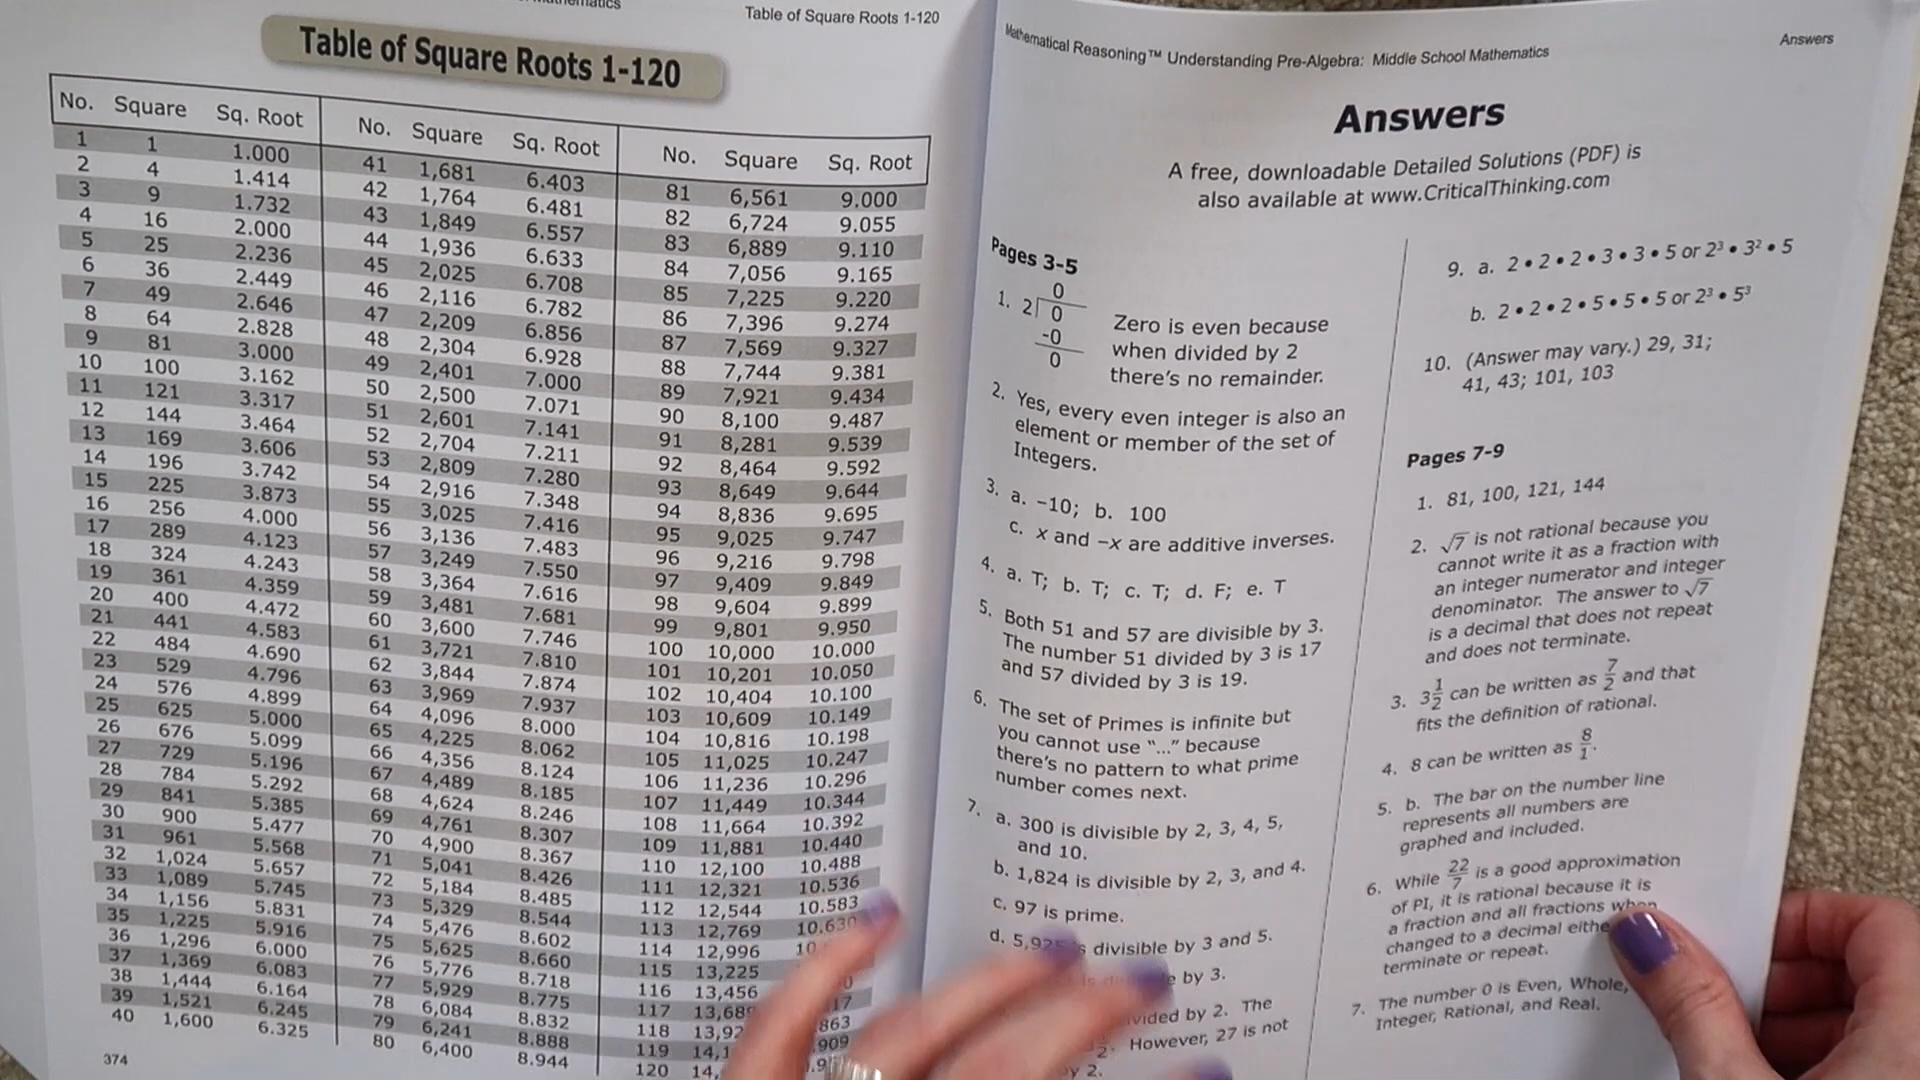 Table of Square Roots 1-120
Table of Square Roots 1-120
No. Square Sq. Root
1 1 1.000
2 4 1.414
3 9 1.732
4 16 2.000
5 25 2.236
6 36 2.449
7 49 2.646
8 64 2.828
9 81 3.000
10 100 3.162
11 121 3.317
12 144 3.464
13 169 3.606
14 196 3.742
15 225 3.873
16 256 4.000
17 289 4.123
18 324 4.243
19 361 4.359
20 400 4.472
21 441 4.583
22 484 4.690
23 529 4.796
24 576 4.899
25 625 5.000
26 676 5.099
27 729 5.196
28 784 5.292
29 841 5.385
30 900 5.477
31 961 5.568
32 1,024 5.657
33 1,089 5.745
34 1,156 5.831
35 1,225 5.916
36 1,296 6.000
37 1,369 6.083
38 1,444 6.164
39 1,521 6.245
40 1,600 6.325
No. Square Sq. Root
41 1,681 6.403
42 1,764 6.481
43 1,849 6.557
44 1,936 6.633
45 2,025 6.708
46 2,116 6.782
47 2,209 6.856
48 2,304 6.928
49 2,401 7.000
50 2,500 7.071
51 2,601 7.141
52 2,704 7.211
53 2,809 7.280
54 2,916 7.348
55 3,025 7.416
56 3,136 7.483
57 3,249 7.550
58 3,364 7.616
59 3,481 7.681
60 3,600 7.746
61 3,721 7.810
62 3,844 7.874
63 3,969 7.937
64 4,096 8.000
65 4,225 8.062
66 4,356 8.124
67 4,489 8.185
68 4,624 8.246
69 4,761 8.307
70 4,900 8.367
71 5,041 8.426
72 5,184 8.485
73 5,329 8.544
74 5,476 8.602
75 5,625 8.660
76 5,776 8.718
77 5,929 8.775
78 6,084 8.832
79 6,241 8.888
80 6,400 8.944
No. Square Sq. Root
81 6,561 9.000
82 6,724 9.055
83 6,889 9.110
84 7,056 9.165
85 7,225 9.220
86 7,396 9.274
87 7,569 9.327
88 7,744 9.381
89 7,921 9.434
90 8,100 9.487
91 8,281 9.539
92 8,464 9.592
93 8,649 9.644
94 8,836 9.695
95 9,025 9.747
96 9,216 9.798
97 9,409 9.849
98 9,604 9.899
99 9,801 9.950
100 10,000 10.000
101 10,201 10.050
102 10,404 10.100
103 10,609 10.149
104 10,816 10.198
105 11,025 10.247
106 11,236 10.296
107 11,449 10.344
108 11,664 10.392
109 11,881 10.440
110 12,100 10.488
111 12,321 10.536
112 12,544 10.583
113 12,769 10.630
114 12,996
115 13,225
116 13,456
117
118
119
120
374
Mathematical Reasoning™ Understanding Pre-Algebra: Middle School Mathematics
Answers
Answers
A free, downloadable Detailed Solutions (PDF) is
also available at www.CriticalThinking.com
Pages 3-5
0
1. 2 0
-0
0
Zero is even because
when divided by 2
there's no remainder.
2. Yes, every even integer is also an
element or member of the set of
Integers.
3. a. −10; b. 100
c. x and −x are additive inverses.
4. a. T; b. T; c. T; d. F; e. T
5. Both 51 and 57 are divisible by 3.
The number 51 divided by 3 is 17
and 57 divided by 3 is 19.
6. The set of Primes is infinite but
you cannot use "..." because
there's no pattern to what prime
number comes next.
7. a. 300 is divisible by 2, 3, 4, 5,
and 10.
b. 1,824 is divisible by 2, 3, and 4.
c. 97 is prime.
d. divisible by 3 and 5.
by 3.
by 2. The
However, 27 is not
by 2.
9. a. 2 • 2 • 2 • 3 • 3 • 5 or 2³ • 3² • 5
b. 2 • 2 • 2 • 5 • 5 • 5 or 2³ • 5³
10. (Answer may vary.) 29, 31;
41, 43; 101, 103
Pages 7-9
1. 81, 100, 121, 144
2. √7 is not rational because you
cannot write it as a fraction with
an integer numerator and integer
denominator. The answer to √7
is a decimal that does not repeat
and does not terminate.
3. 3 1/2 can be written as 7/2 and that
fits the definition of rational.
4. 8 can be written as 8/1.
5. b. The bar on the number line
represents all numbers are
graphed and included.
6. While 22/7 is a good approximation
of PI, it is rational because it is
a fraction and all fractions when
changed to a decimal
terminate or repeat.
7. The number 0 is Even, Whole,
Integer, Rational, and Real.